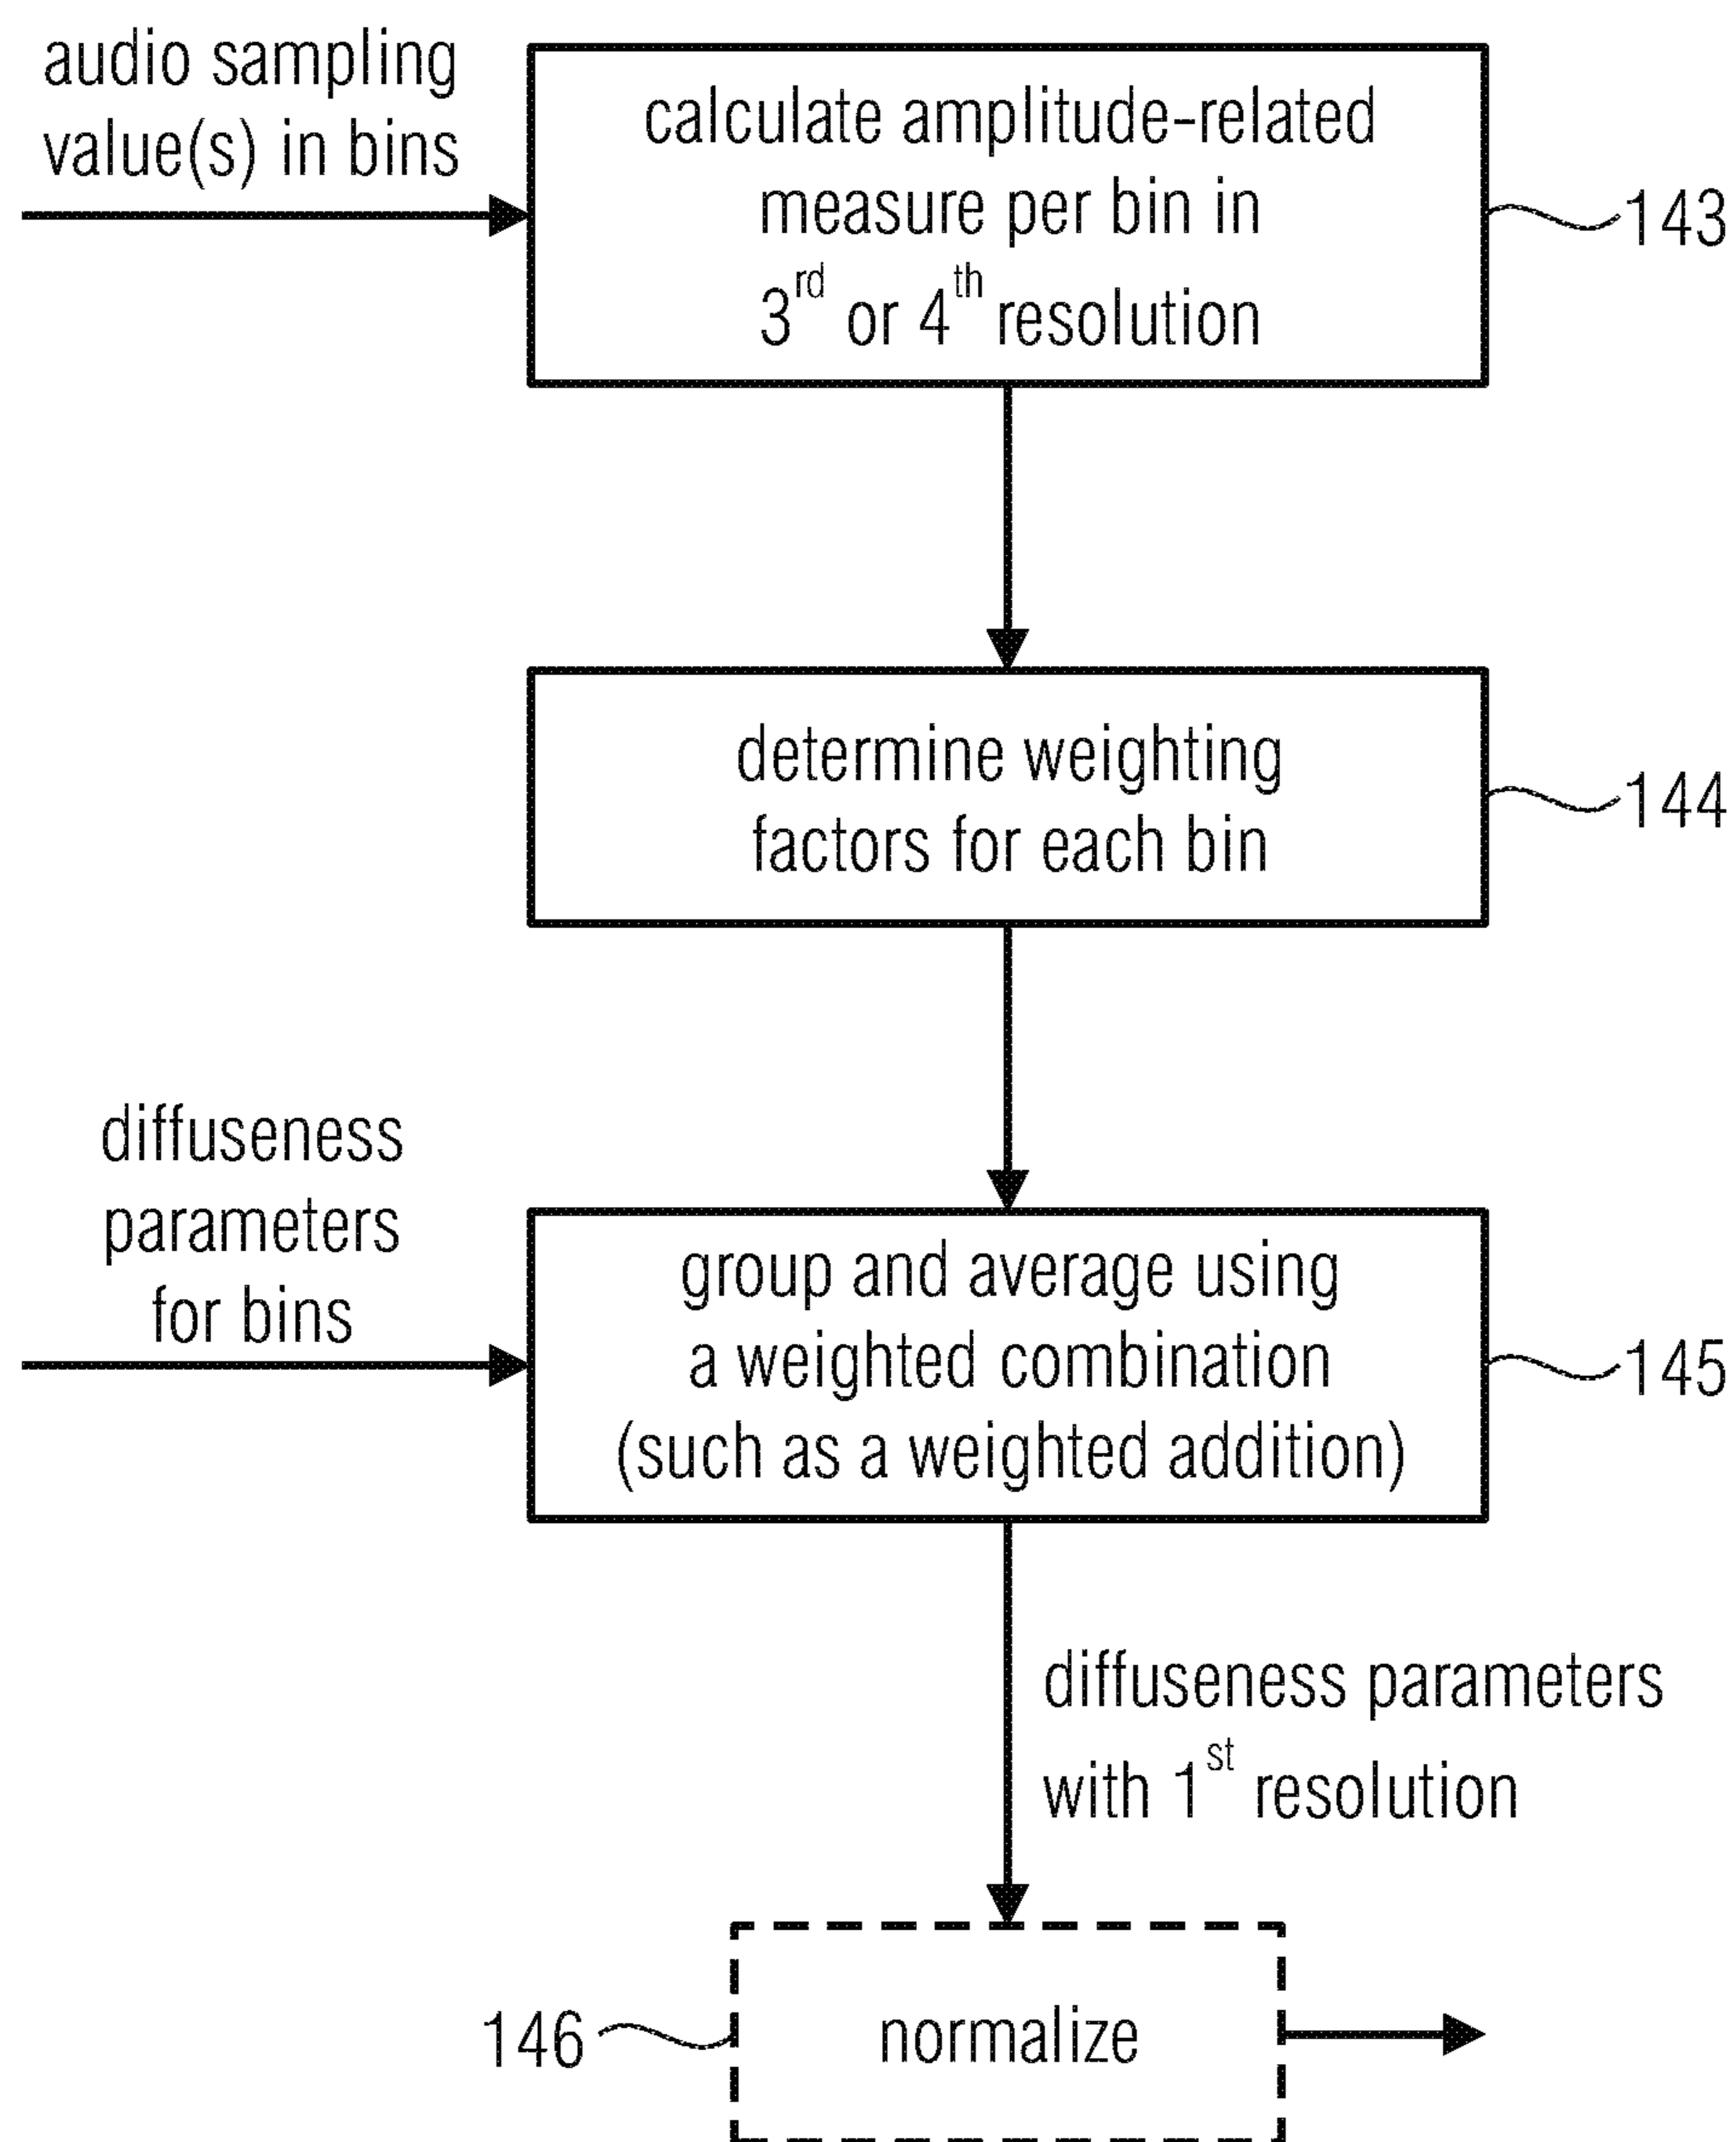 audio sampling
value(s) in bins
calculate amplitude-related
measure per bin in
3rd or 4th resolution
143
determine weighting
factors for each bin
144
diffuseness
parameters
for bins
group and average using
a weighted combination
(such as a weighted addition)
145
diffuseness parameters
with 1st resolution
146
normalize